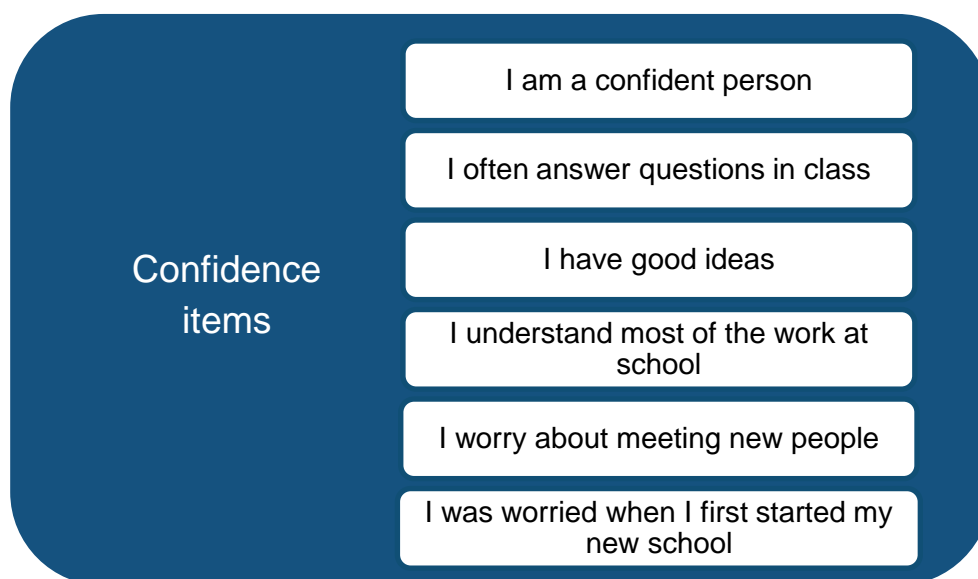 Confidence
items
I am a confident person
I often answer questions in class
I have good ideas
I understand most of the work at
school
I worry about meeting new people
I was worried when I first started my
new school